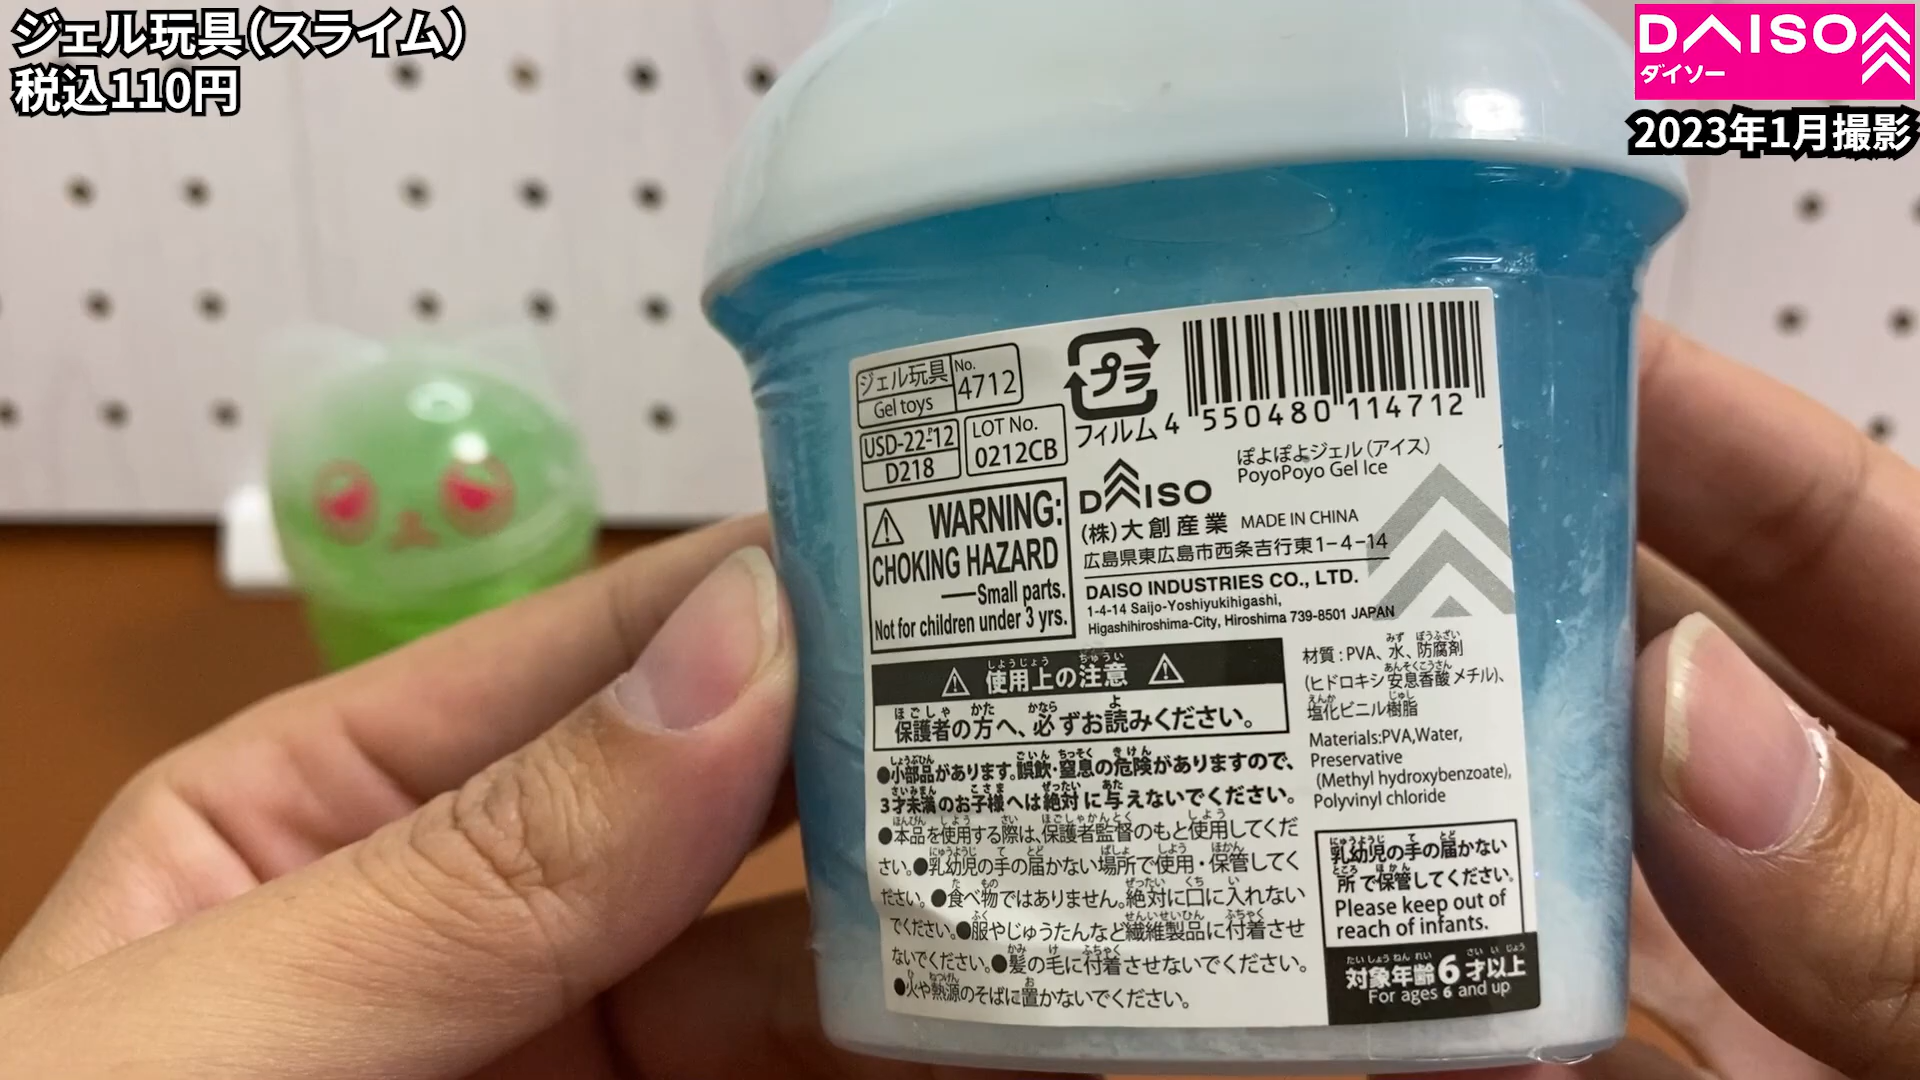 ジェル玩具(スライム)
税込110円
DAISO
ダイソー
2023年1月撮影
ジェル玩具
Gel toys
No.
4712
USD-22-12
D218
LOT No.
0212CB
プラ
フィルム
4 550480 114712
ぽよぽよジェル(アイス)
PoyoPoyo Gel Ice
DAISO
(株)大創産業 MADE IN CHINA
広島県東広島市西条吉行東1-4-14
DAISO INDUSTRIES CO., LTD.
1-4-14 Saijo-Yoshiyukihigashi,
Higashihiroshima-City, Hiroshima 739-8501 JAPAN
WARNING:
CHOKING HAZARD
—Small parts.
Not for children under 3 yrs.
使用上の注意
保護者の方へ、必ずお読みください。
●小部品があります。誤飲・窒息の危険がありますので、
3才未満のお子様へは絶対に与えないでください。
●本品を使用する際は、保護者監督のもと使用してくだ
さい。●乳幼児の手の届かない場所で使用・保管してく
ださい。●食べ物ではありません。絶対に口に入れない
でください。●服やじゅうたんなど繊維製品に付着させ
ないでください。●髪の毛に付着させないでください。
●火や熱源のそばに置かないでください。
材質:PVA、水、防腐剤
(ヒドロキシ安息香酸メチル)、
塩化ビニル樹脂
Materials:PVA,Water,
Preservative
(Methyl hydroxybenzoate),
Polyvinyl chloride
乳幼児の手の届かない
所で保管してください。
Please keep out of
reach of infants.
対象年齢6才以上
For ages 6 and up